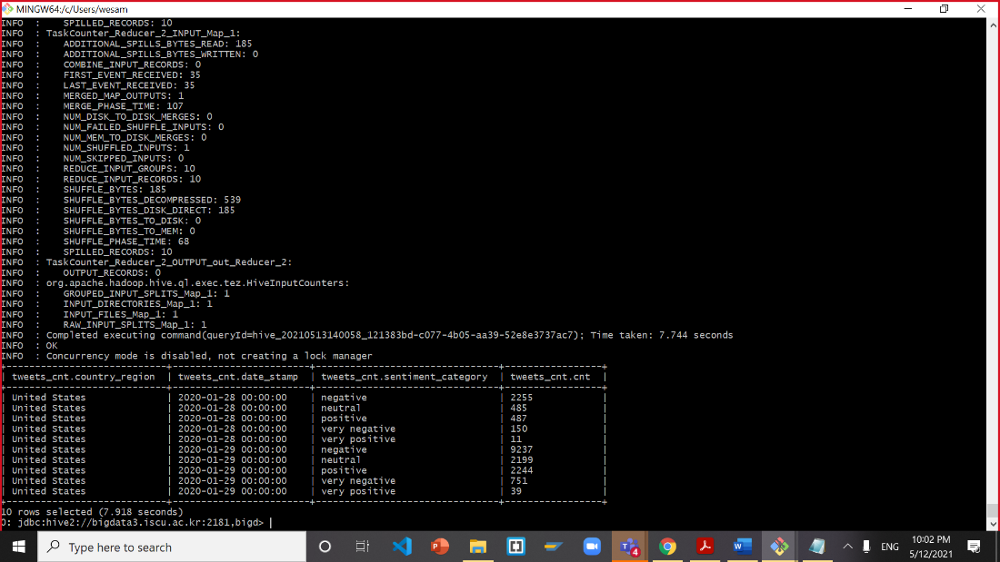 MINGW64:/c/Users/wesam
INFO  :     SPILLED_RECORDS: 10
INFO  :  TaskCounter_Reducer_2_INPUT_Map_1:
INFO  :     ADDITIONAL_SPILLS_BYTES_READ: 185
INFO  :     ADDITIONAL_SPILLS_BYTES_WRITTEN: 0
INFO  :     COMBINE_INPUT_RECORDS: 0
INFO  :     FIRST_EVENT_RECEIVED: 35
INFO  :     LAST_EVENT_RECEIVED: 35
INFO  :     MERGED_MAP_OUTPUTS: 1
INFO  :     MERGE_PHASE_TIME: 107
INFO  :     NUM_DISK_TO_DISK_MERGES: 0
INFO  :     NUM_FAILED_SHUFFLE_INPUTS: 0
INFO  :     NUM_MEM_TO_DISK_MERGES: 0
INFO  :     NUM_SHUFFLED_INPUTS: 1
INFO  :     NUM_SKIPPED_INPUTS: 0
INFO  :     REDUCE_INPUT_GROUPS: 10
INFO  :     REDUCE_INPUT_RECORDS: 10
INFO  :     SHUFFLE_BYTES: 185
INFO  :     SHUFFLE_BYTES_DECOMPRESSED: 539
INFO  :     SHUFFLE_BYTES_DISK_DIRECT: 185
INFO  :     SHUFFLE_BYTES_TO_DISK: 0
INFO  :     SHUFFLE_BYTES_TO_MEM: 0
INFO  :     SHUFFLE_PHASE_TIME: 68
INFO  :     SPILLED_RECORDS: 10
INFO  :  TaskCounter_Reducer_2_OUTPUT_out_Reducer_2:
INFO  :     OUTPUT_RECORDS: 0
INFO  :  org.apache.hadoop.hive.ql.exec.tez.HiveInputCounters:
INFO  :     GROUPED_INPUT_SPLITS_Map_1: 1
INFO  :     INPUT_DIRECTORIES_Map_1: 1
INFO  :     INPUT_FILES_Map_1: 1
INFO  :     RAW_INPUT_SPLITS_Map_1: 1
INFO  :  Completed executing command(queryId=hive_20210513140058_121383bd-c077-4b05-aa39-52e8e3737ac7); Time taken: 7.744 seconds
INFO  :  OK
INFO  :  Concurrency mode is disabled, not creating a lock manager
| tweets_cnt.country_region | tweets_cnt.date_stamp | tweets_cnt.sentiment_category | tweets_cnt.cnt |
| United States | 2020-01-28 00:00:00 | negative | 2255 |
| United States | 2020-01-28 00:00:00 | neutral | 485 |
| United States | 2020-01-28 00:00:00 | positive | 487 |
| United States | 2020-01-28 00:00:00 | very negative | 150 |
| United States | 2020-01-28 00:00:00 | very positive | 11 |
| United States | 2020-01-29 00:00:00 | negative | 9237 |
| United States | 2020-01-29 00:00:00 | neutral | 2199 |
| United States | 2020-01-29 00:00:00 | positive | 2244 |
| United States | 2020-01-29 00:00:00 | very negative | 751 |
| United States | 2020-01-29 00:00:00 | very positive | 39 |
10 rows selected (7.918 seconds)
0: jdbc:hive2://bigdata3.iscu.ac.kr:2181,bigd>
Type here to search
4
ENG
10:02 PM
5/12/2021